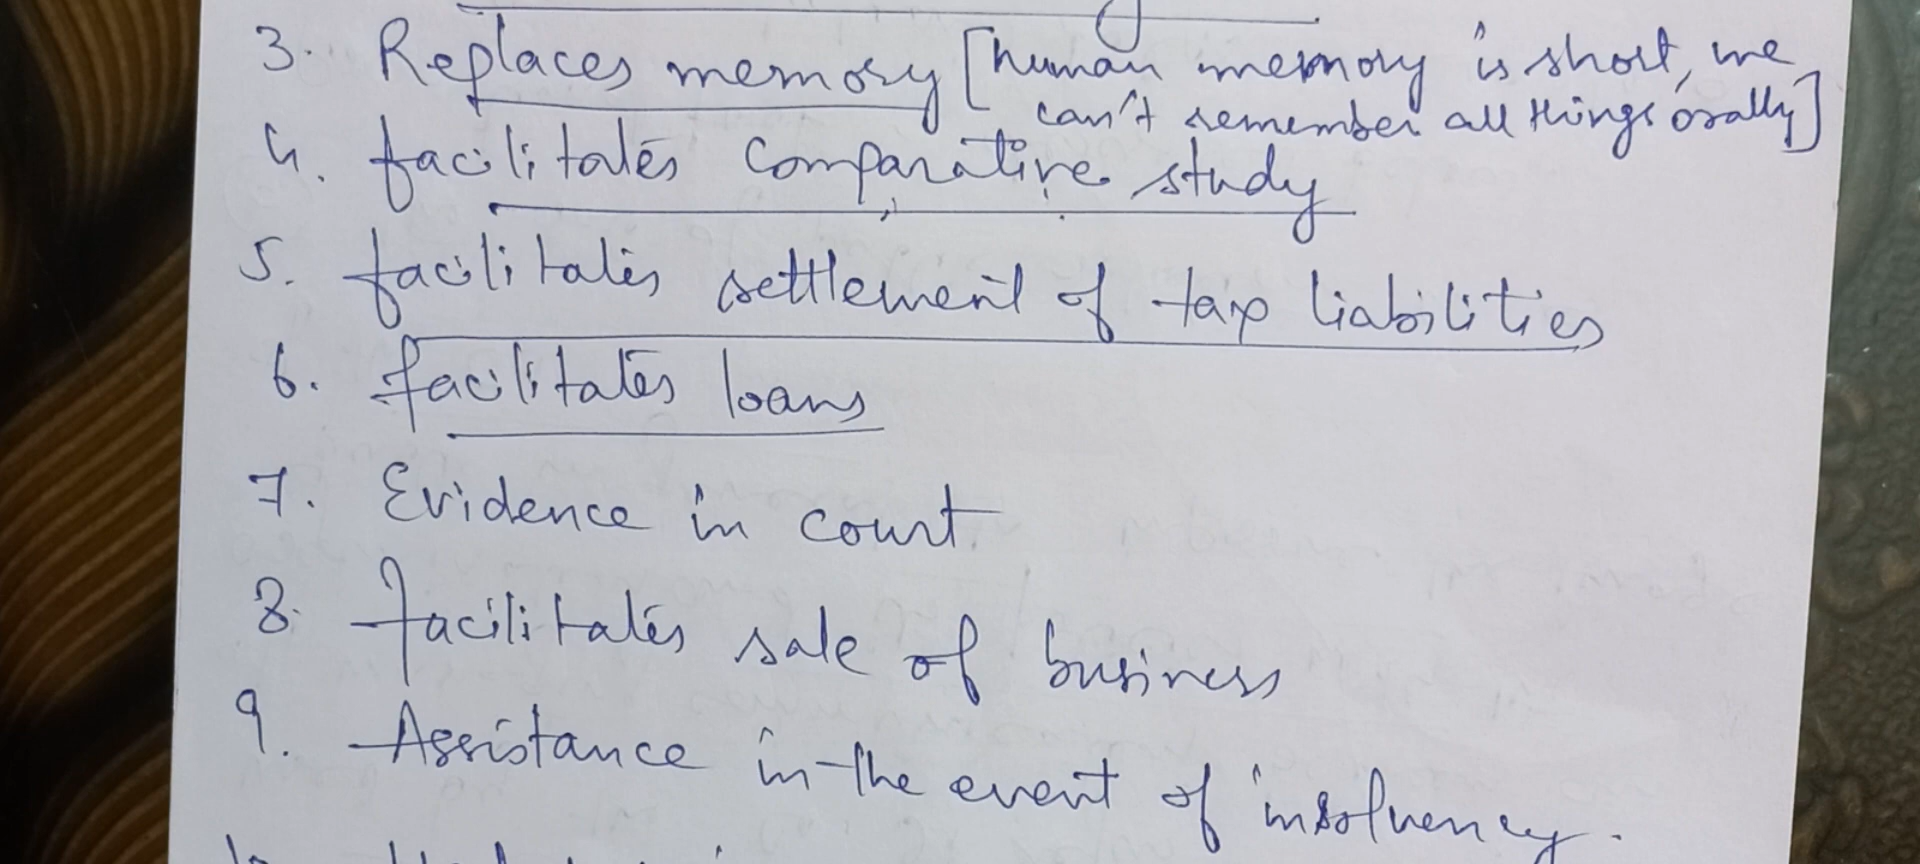 3. Replaces memory [human memory is short, we
can't remember all things orally]
4. facilitates comparative study
5. facilitates settlement of tax liabilities
6. facilitates loans
7. Evidence in court
8. facilitates sale of business
9. Assistance in the event of insolvency.